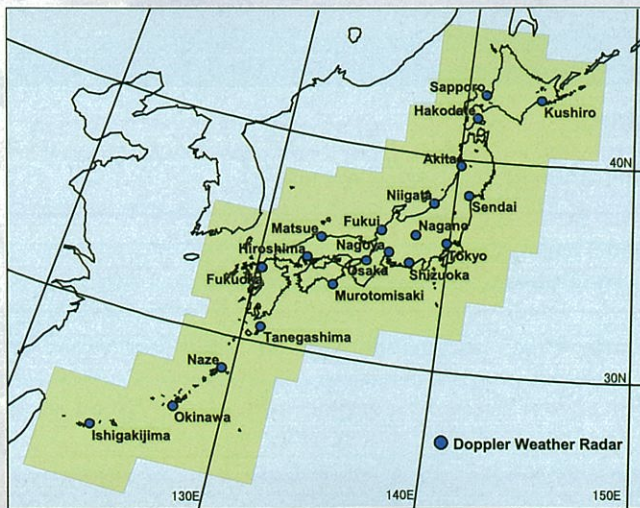 Sapporo
Hakodate
Kushiro
40N
Akita
Niigata
Sendai
Fukui
Nagano
Matsue
Nagoya
Tokyo
Hiroshima
Osaka
Shizuoka
Fukuoka
Murotomisaki
Tanegashima
Naze
30N
Okinawa
Ishigakijima
Doppler Weather Radar
130E
140E
150E